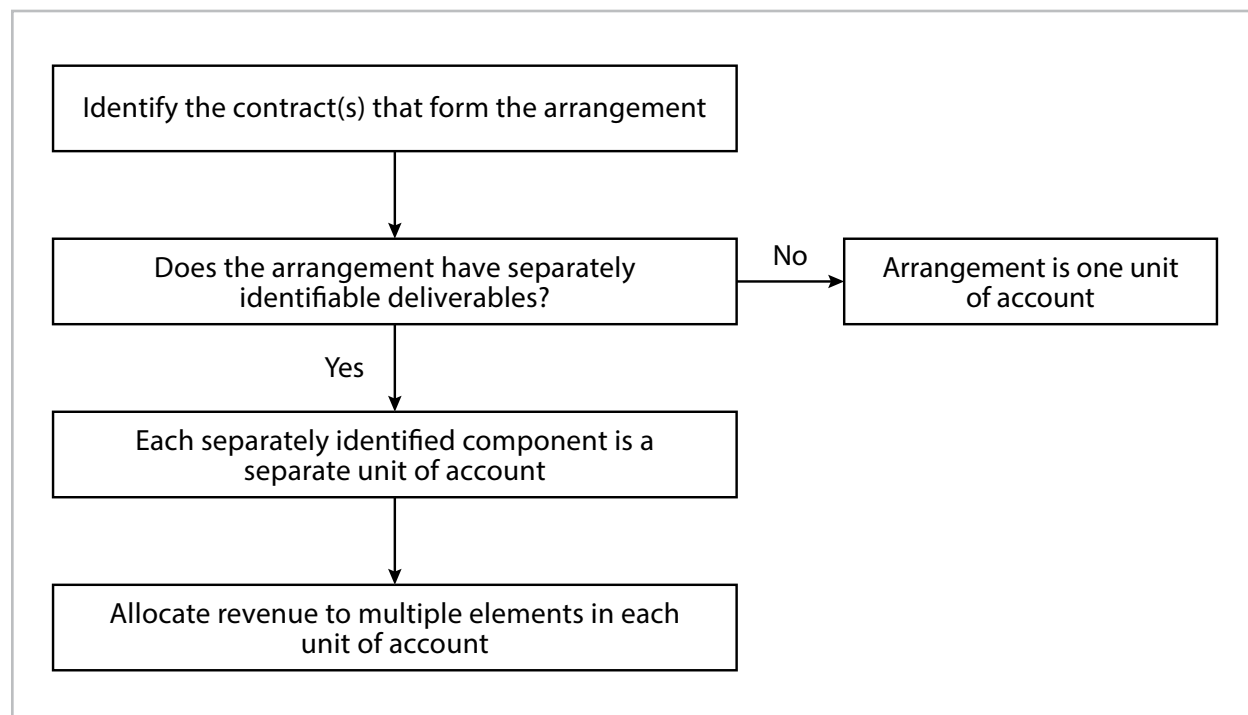 Identify the contract(s) that form the arrangement
Does the arrangement have separately
identifiable deliverables?
No
Arrangement is one unit
of account
Yes
Each separately identified component is a
separate unit of account
Allocate revenue to multiple elements in each
unit of account